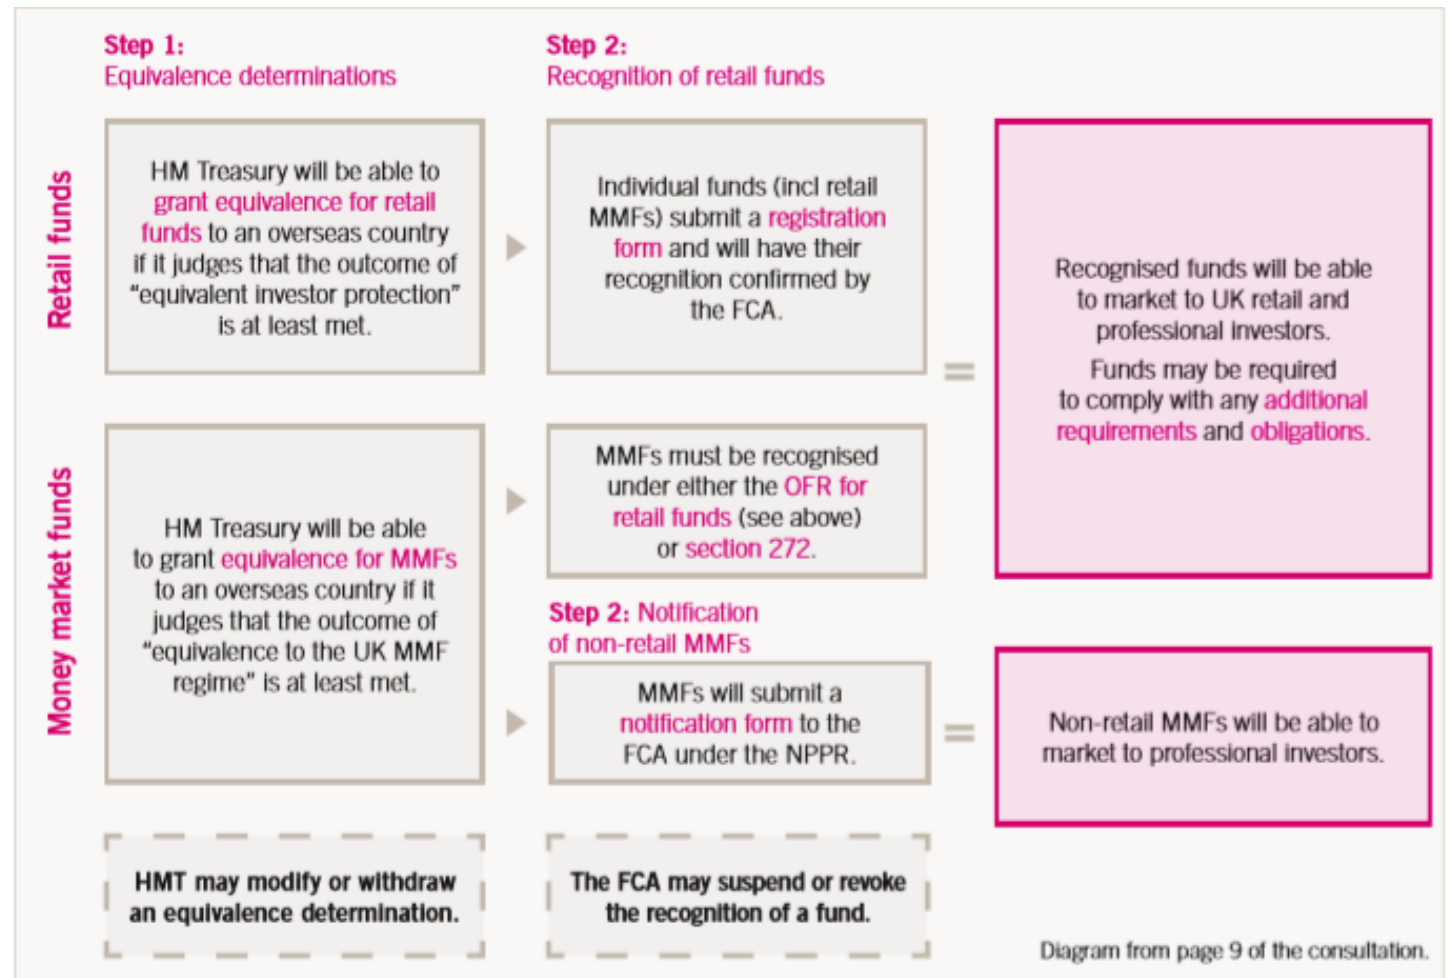 Step 1:
Equivalence determinations
Step 2:
Recognition of retail funds
Retail funds
HM Treasury will be able to
grant equivalence for retail
funds to an overseas country
if it judges that the outcome of
“equivalent investor protection”
is at least met.
Individual funds (incl retail
MMFs) submit a registration
form and will have their
recognition confirmed by
the FCA.
=
Recognised funds will be able
to market to UK retail and
professional investors.
Funds may be required
to comply with any additional
requirements and obligations.
Money market funds
HM Treasury will be able
to grant equivalence for MMFs
to an overseas country if it
judges that the outcome of
“equivalence to the UK MMF
regime” is at least met.
MMFs must be recognised
under either the OFR for
retail funds (see above)
or section 272.
Step 2: Notification
of non-retail MMFs
MMFs will submit a
notification form to the
FCA under the NPPR.
=
Non-retail MMFs will be able to
market to professional investors.
HMT may modify or withdraw
an equivalence determination.
The FCA may suspend or revoke
the recognition of a fund.
Diagram from page 9 of the consultation.